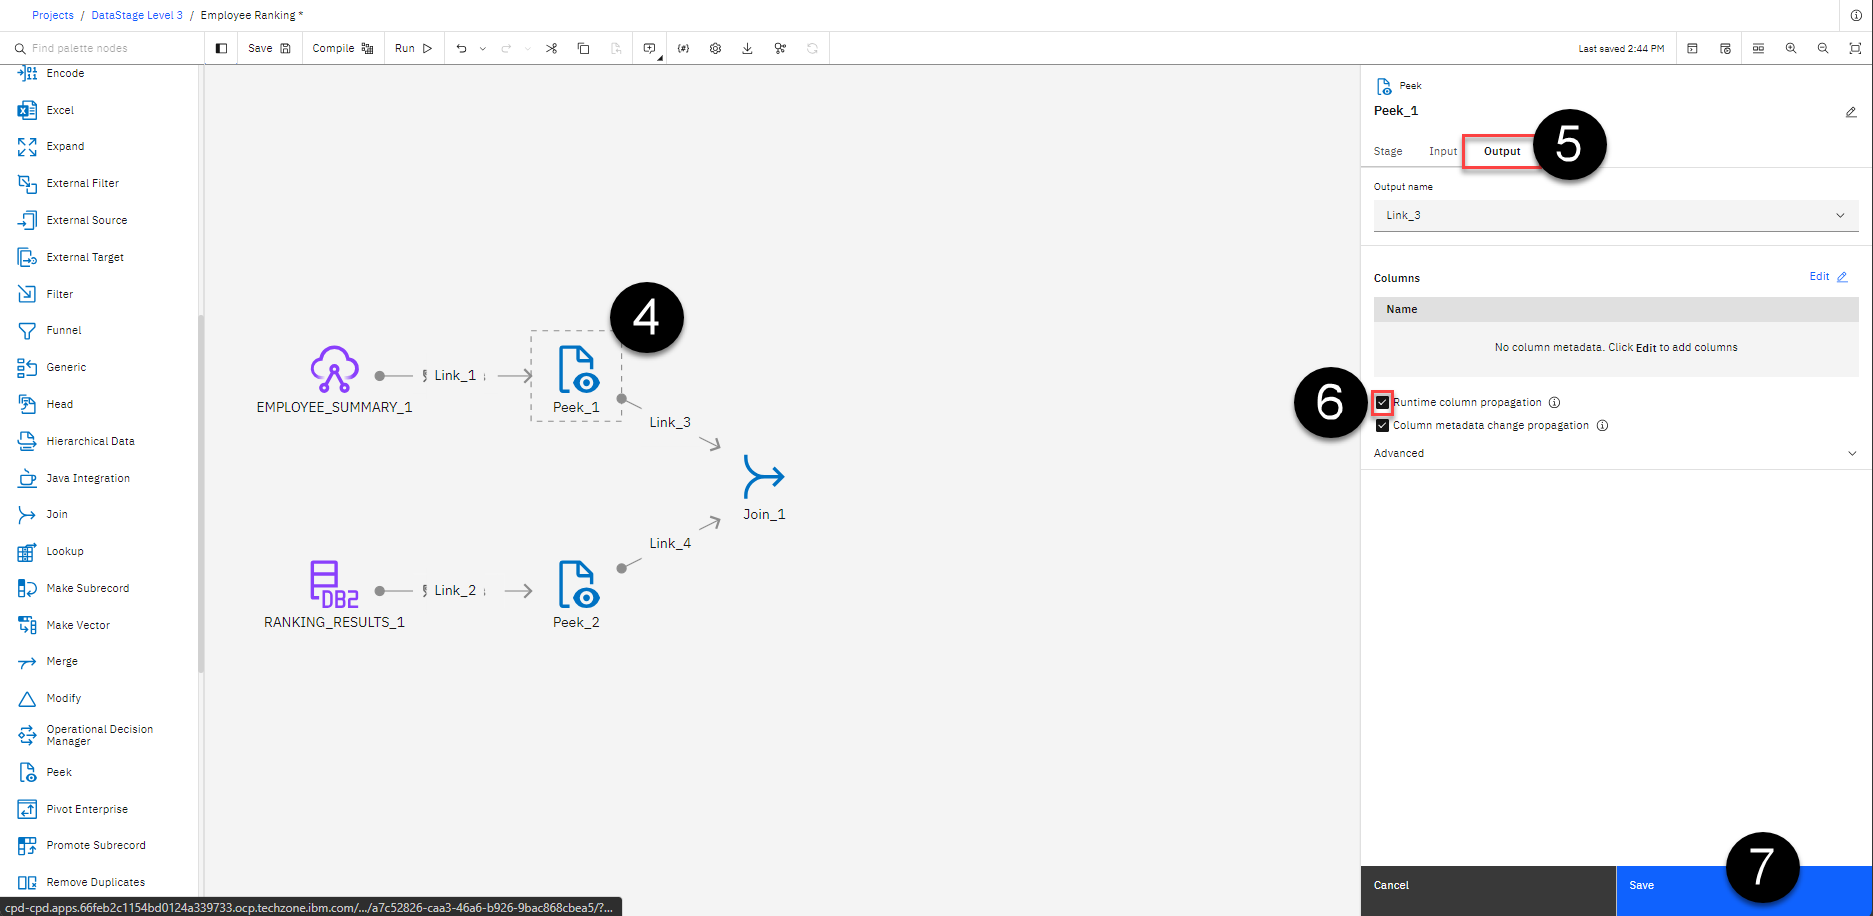 Projects / DataStage Level 3 / Employee Ranking *
Find palette nodes
Save
Compile
Run
Last saved 2:44 PM
Encode
Excel
Expand
External Filter
External Source
External Target
Filter
Funnel
Generic
Head
Hierarchical Data
Java Integration
Join
Lookup
Make Subrecord
Make Vector
Merge
Modify
Operational Decision
Manager
Peek
Pivot Enterprise
Promote Subrecord
Remove Duplicates
cpd-cpd.apps.66feb2c1154bd0124a339733.ocp.techzone.ibm.com/.../a7c52826-caa3-46a6-b926-9bac868cbea5/?...
4
Link_1
EMPLOYEE_SUMMARY_1
Peek_1
Link_3
Join_1
Link_4
DB2
Link_2
RANKING_RESULTS_1
Peek_2
Peek
Peek_1
Stage
Input
Output
5
Output name
Link_3
Columns
Edit
Name
No column metadata. Click Edit to add columns
6
Runtime column propagation
Column metadata change propagation
Advanced
7
Cancel
Save